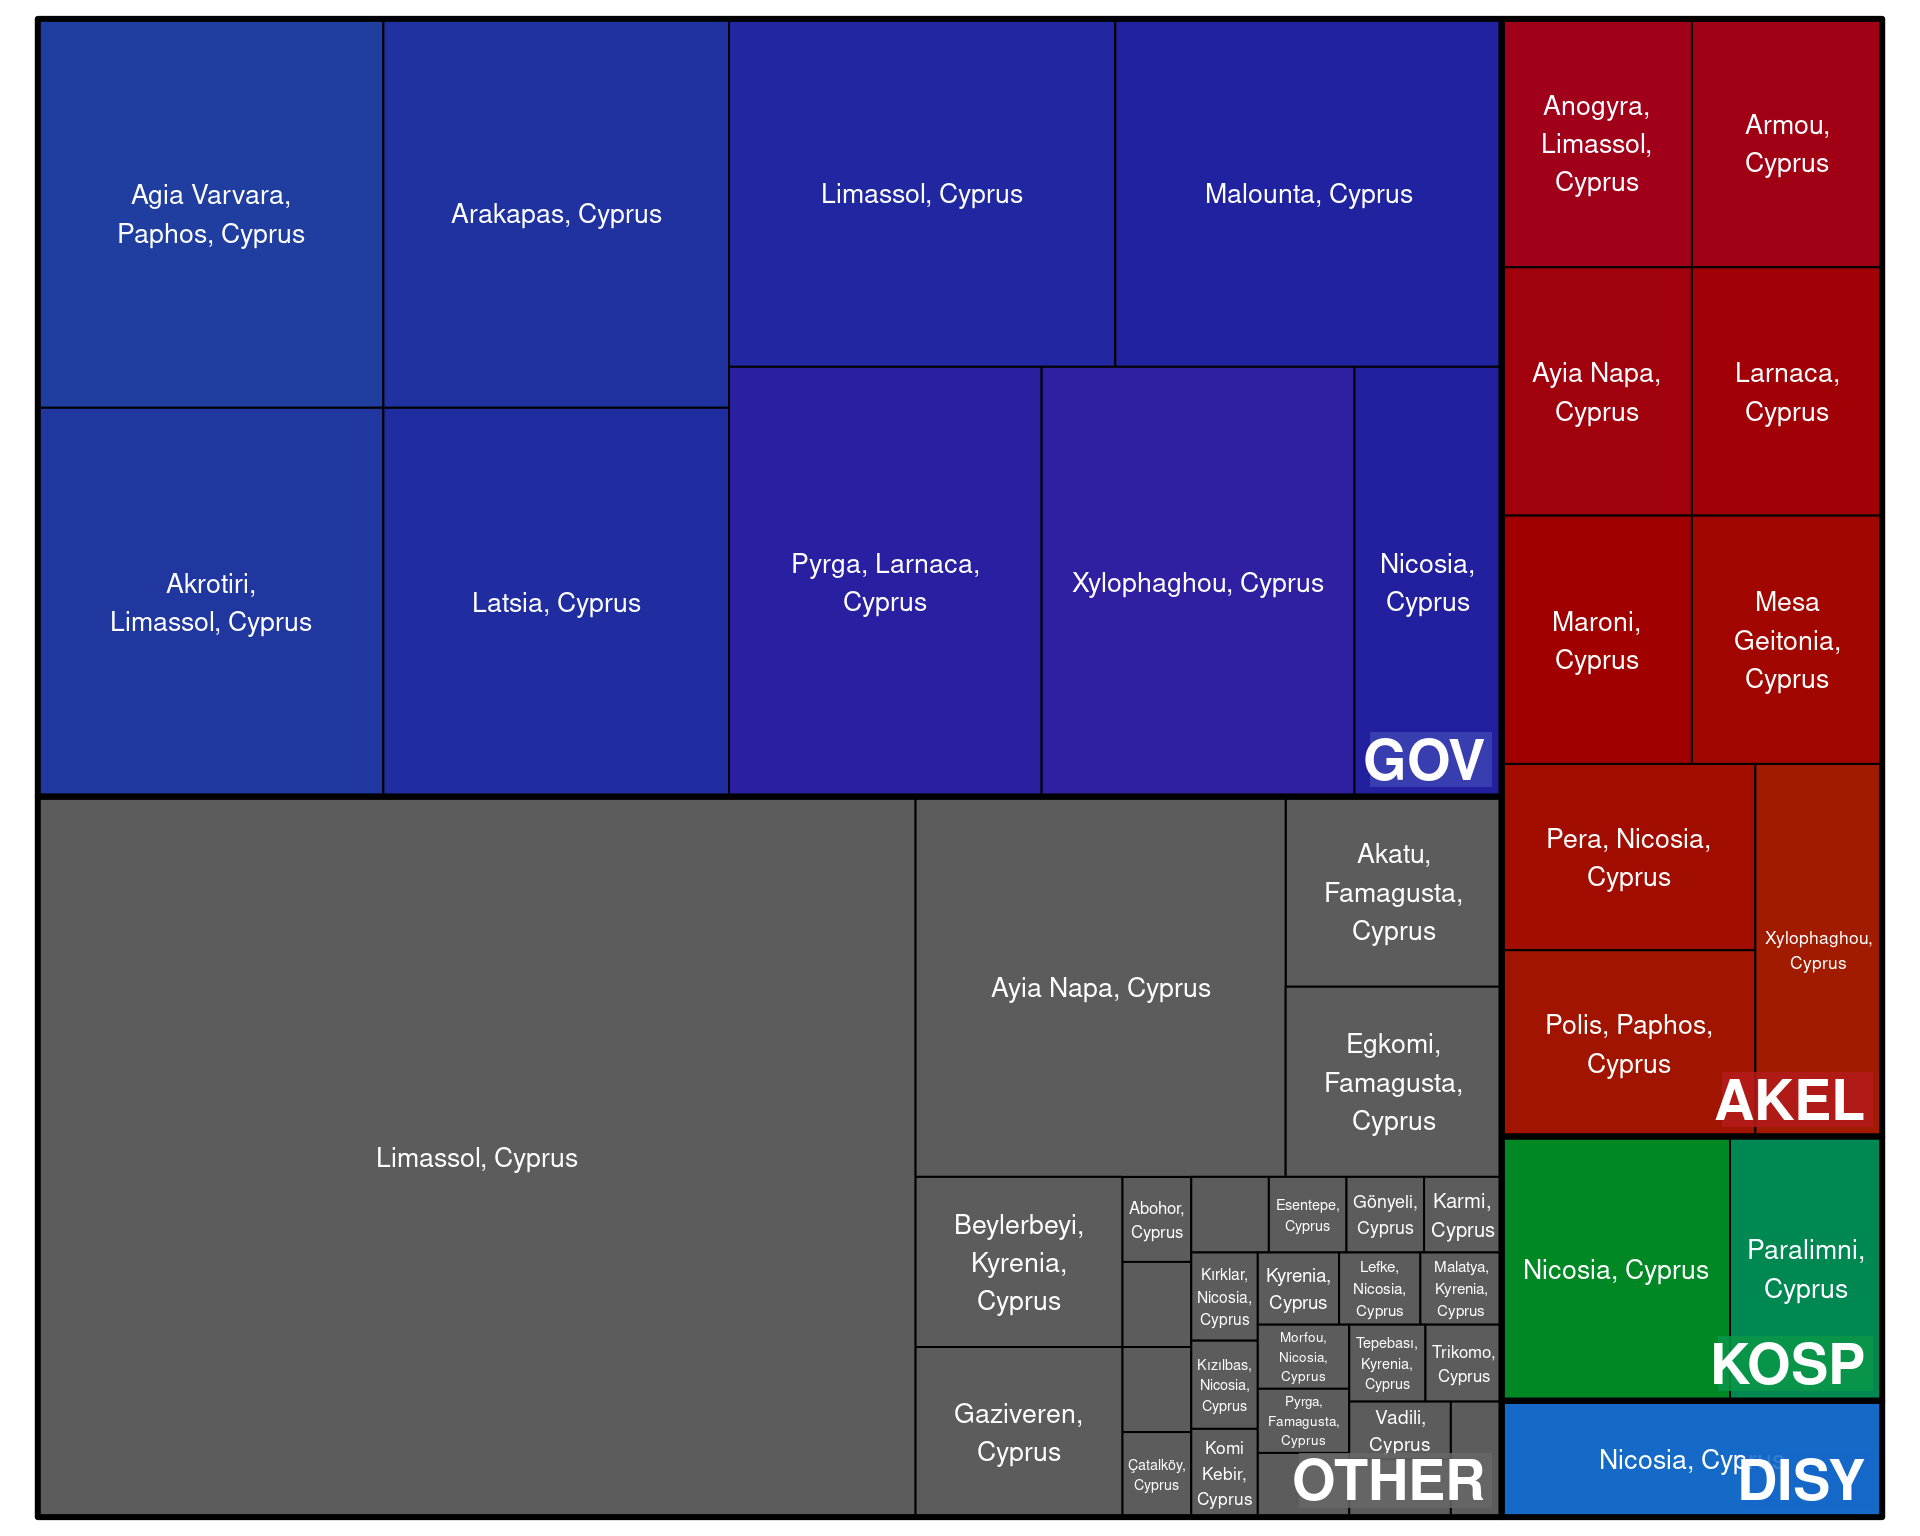 Agia Varvara,
Paphos, Cyprus
Arakapas, Cyprus
Limassol, Cyprus
Malounta, Cyprus
Akrotiri,
Limassol, Cyprus
Latsia, Cyprus
Pyrga, Larnaca,
Cyprus
Xylophaghou, Cyprus
Nicosia,
Cyprus
GOV
Anogyra,
Limassol,
Cyprus
Armou,
Cyprus
Ayia Napa,
Cyprus
Larnaca,
Cyprus
Maroni,
Cyprus
Mesa
Geitonia,
Cyprus
Pera, Nicosia,
Cyprus
Xylophaghou,
Cyprus
Polis, Paphos,
Cyprus
AKEL
Limassol, Cyprus
Ayia Napa, Cyprus
Akatu,
Famagusta,
Cyprus
Egkomi,
Famagusta,
Cyprus
Beylerbeyi,
Kyrenia,
Cyprus
Gaziveren,
Cyprus
Abohor,
Cyprus
Çatalköy,
Cyprus
Esentepe,
Cyprus
Gönyeli,
Cyprus
Karmi,
Cyprus
Kırklar,
Nicosia,
Cyprus
Kyrenia,
Cyprus
Lefke,
Nicosia,
Cyprus
Malatya,
Kyrenia,
Cyprus
Kızılbas,
Nicosia,
Cyprus
Morfou,
Nicosia,
Cyprus
Tepebası,
Kyrenia,
Cyprus
Trikomo,
Cyprus
Komi
Kebir,
Cyprus
Pyrga,
Famagusta,
Cyprus
Vadili,
Cyprus
OTHER
Nicosia, Cyprus
Paralimni,
Cyprus
KOSP
Nicosia, Cyprus
DISY